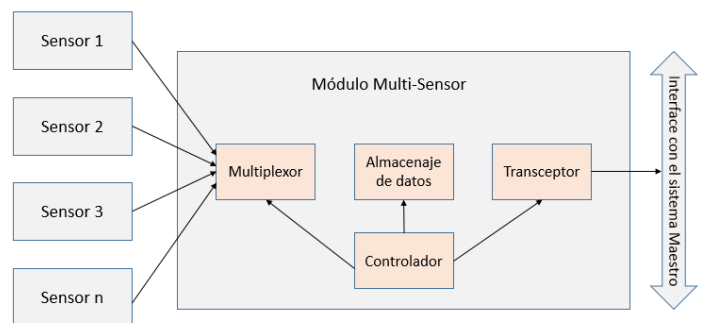 Sensor 1
Sensor 2
Sensor 3
Sensor n
Módulo Multi-Sensor
Multiplexor
Almacenaje
de datos
Transceptor
Controlador
Interface con el sistema Maestro